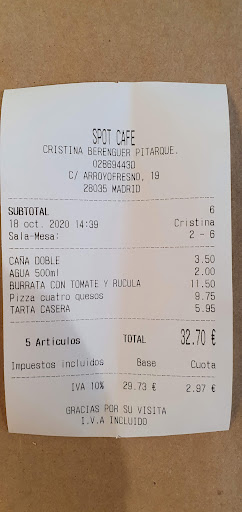 SPOT CAFE
CRISTINA BERENGUER PITARQUE.
02869443D
C/ ARROYOFRESNO, 19
28035 MADRID
SUBTOTAL 6
18 oct. 2020 14:39 Cristina
Sala-Mesa: 2 - 6
CAÑA DOBLE 3.50
AGUA 500ml 2.00
BURRATA CON TOMATE Y RUCULA 11.50
Pizza cuatro quesos 9.75
TARTA CASERA 5.95
5 Articulos TOTAL 32.70 €
Impuestos incluidos Base Cuota
IVA 10% 29.73 € 2.97 €
GRACIAS POR SU VISITA
I.V.A INCLUIDO